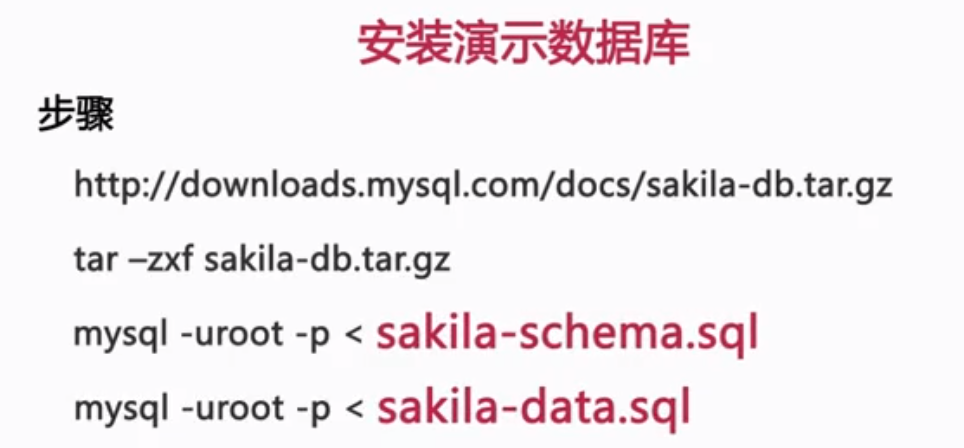 安装演示数据库
步骤
http://downloads.mysql.com/docs/sakila-db.tar.gz
tar –zxf sakila-db.tar.gz
mysql -uroot -p < sakila-schema.sql
mysql -uroot -p < sakila-data.sql